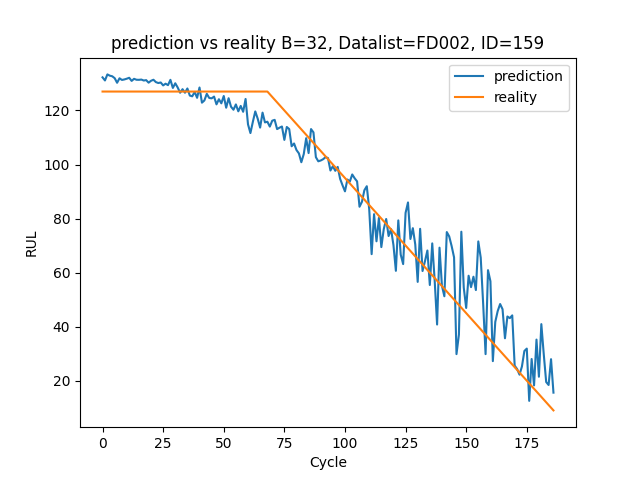 prediction vs reality B=32, Datalist=FD002, ID=159
prediction
reality
RUL
120
100
80
60
40
20
0 25 50 75 100 125 150 175
Cycle